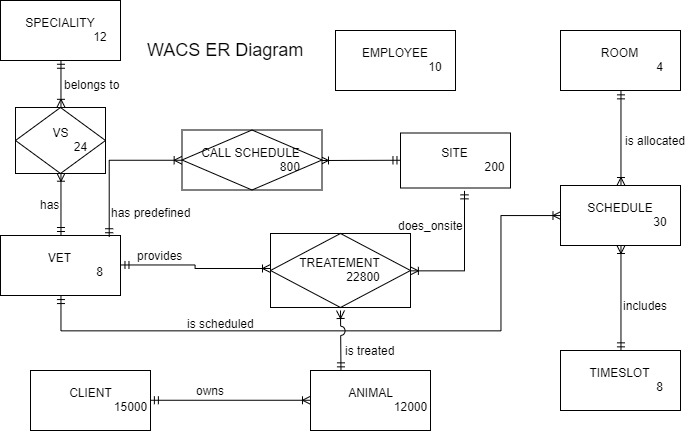 SPECIALITY
12
WACS ER Diagram
EMPLOYEE
10
ROOM
4
belongs to
VS
24
CALL SCHEDULE
800
SITE
200
is allocated
has
has predefined
SCHEDULE
30
does_onsite
VET
8
provides
TREATEMENT
22800
is scheduled
includes
is treated
CLIENT
15000
owns
ANIMAL
12000
TIMESLOT
8